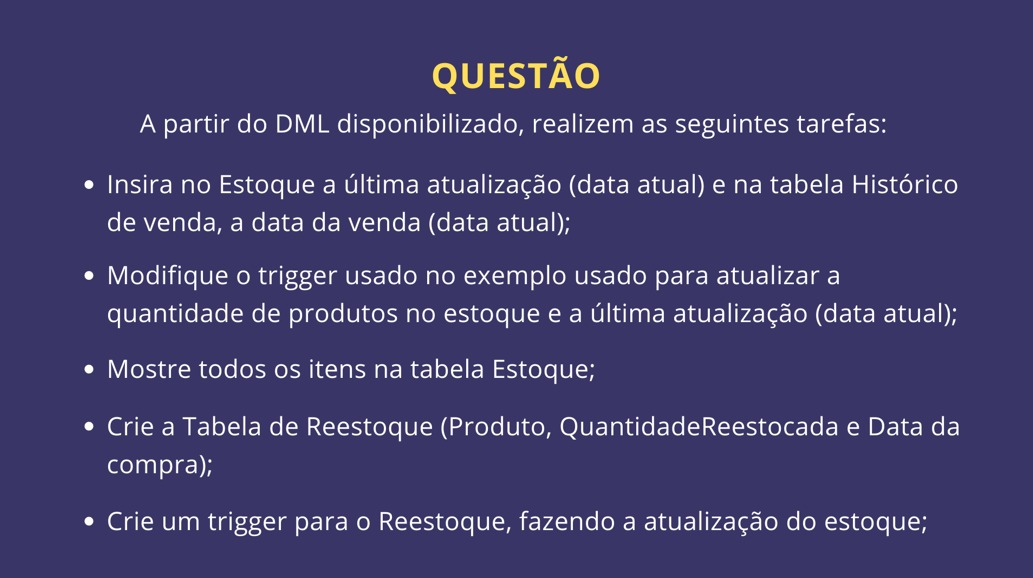 QUESTÃO
A partir do DML disponibilizado, realizem as seguintes tarefas:
• Insira no Estoque a última atualização (data atual) e na tabela Histórico
de venda, a data da venda (data atual);
• Modifique o trigger usado no exemplo usado para atualizar a
quantidade de produtos no estoque e a última atualização (data atual);
• Mostre todos os itens na tabela Estoque;
• Crie a Tabela de Reestoque (Produto, QuantidadeReestocada e Data da
compra);
• Crie um trigger para o Reestoque, fazendo a atualização do estoque;